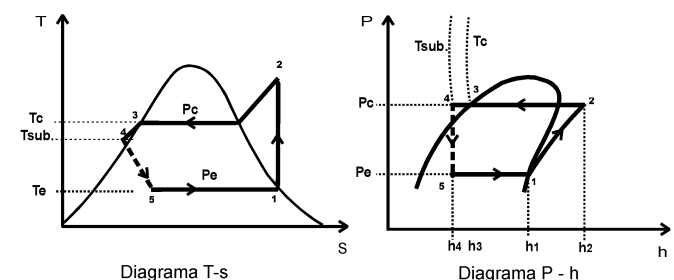 T
2
Tc
3
Pc
Tsub.
4
Te
Pe
5
1
S
Diagrama T-s
P
Tsub.
Tc
Pc
4
3
2
Pe
5
1
h4 h3 h1 h2
h
Diagrama P - h